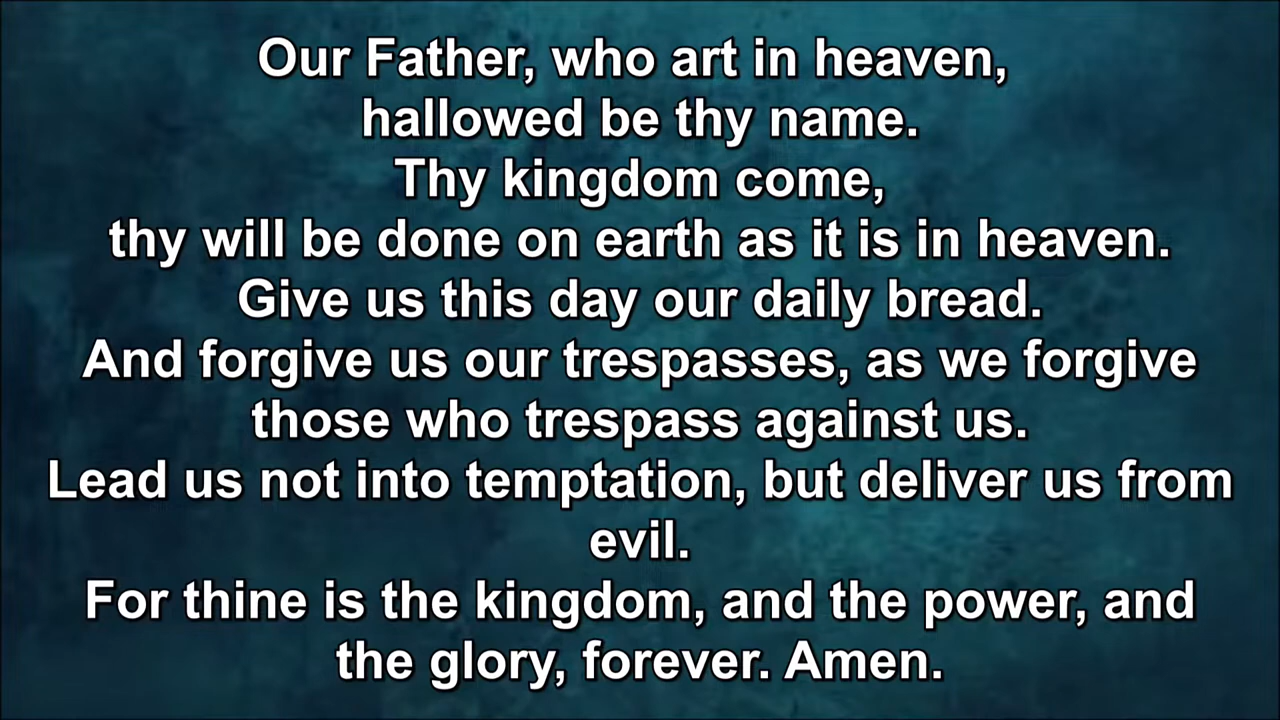 Our Father, who art in heaven,
hallowed be thy name.
Thy kingdom come,
thy will be done on earth as it is in heaven.
Give us this day our daily bread.
And forgive us our trespasses, as we forgive
those who trespass against us.
Lead us not into temptation, but deliver us from
evil.
For thine is the kingdom, and the power, and
the glory, forever. Amen.